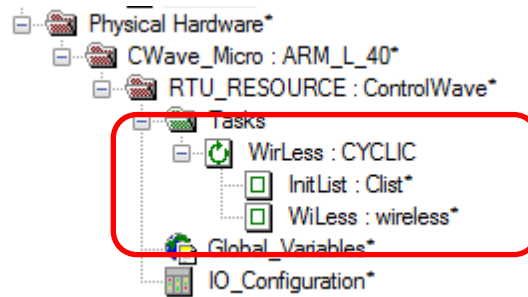 Physical Hardware*
CWave_Micro : ARM_L_40*
RTU_RESOURCE : ControlWave*
Tasks
WirLess : CYCLIC
InitList : Clist*
WiLess : wireless*
Global_Variables*
IO_Configuration*